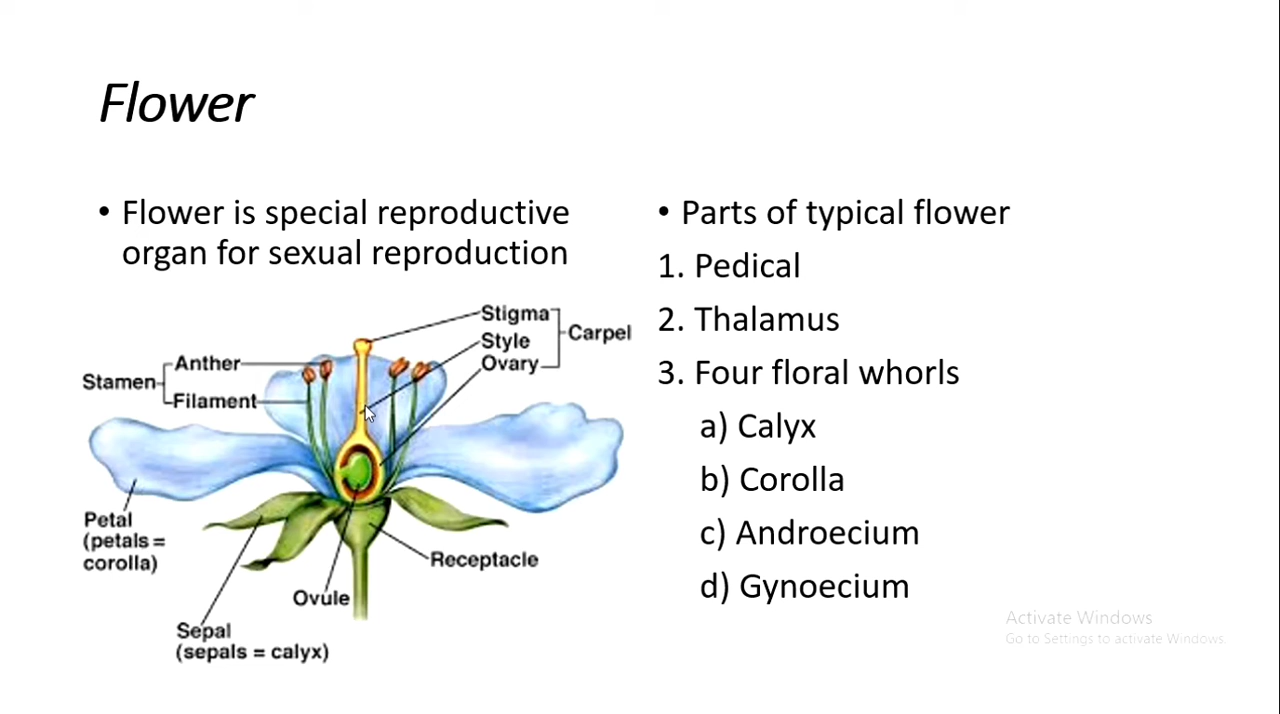 Flower
• Flower is special reproductive
organ for sexual reproduction
Stigma
Style
Ovary
Carpel
Anther
Stamen
Filament
Petal
(petals =
corolla)
Receptacle
Ovule
Sepal
(sepals = calyx)
• Parts of typical flower
1. Pedical
2. Thalamus
3. Four floral whorls
a) Calyx
b) Corolla
c) Androecium
d) Gynoecium
Activate Windows
Go to Settings to activate Windows.